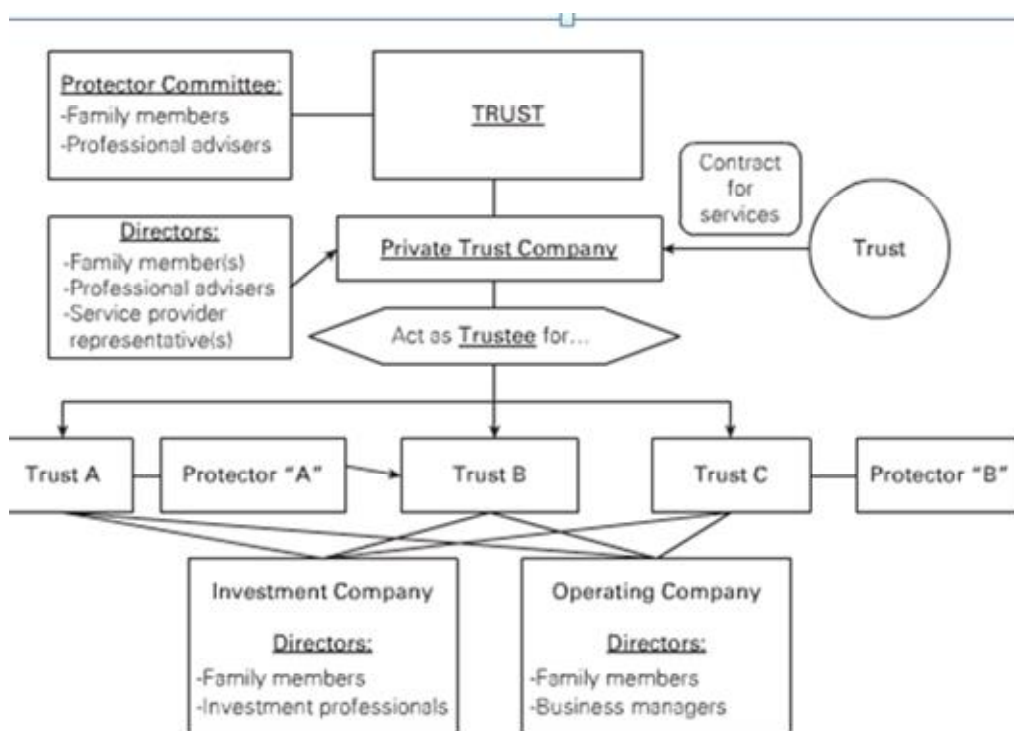 Protector Committee:
-Family members
-Professional advisers
TRUST
Contract
for
services
Directors:
-Family member(s)
-Professional advisers
-Service provider
representative(s)
Private Trust Company
Trust
Act as Trustee for...
Trust A
Protector "A"
Trust B
Trust C
Protector "B"
Investment Company
Directors:
-Family members
-Investment professionals
Operating Company
Directors:
-Family members
-Business managers